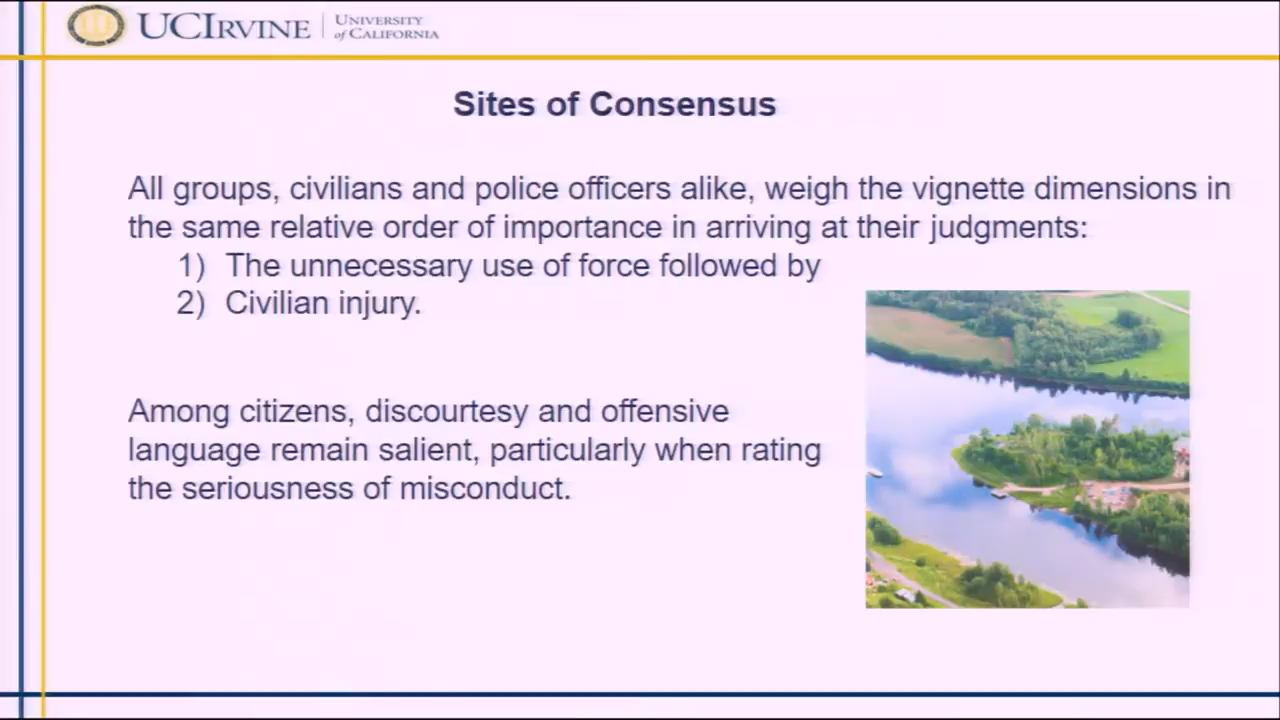 UCIRVINE
UNIVERSITY
of CALIFORNIA
Sites of Consensus
All groups, civilians and police officers alike, weigh the vignette dimensions in
the same relative order of importance in arriving at their judgments:
1) The unnecessary use of force followed by
2) Civilian injury.
Among citizens, discourtesy and offensive
language remain salient, particularly when rating
the seriousness of misconduct.